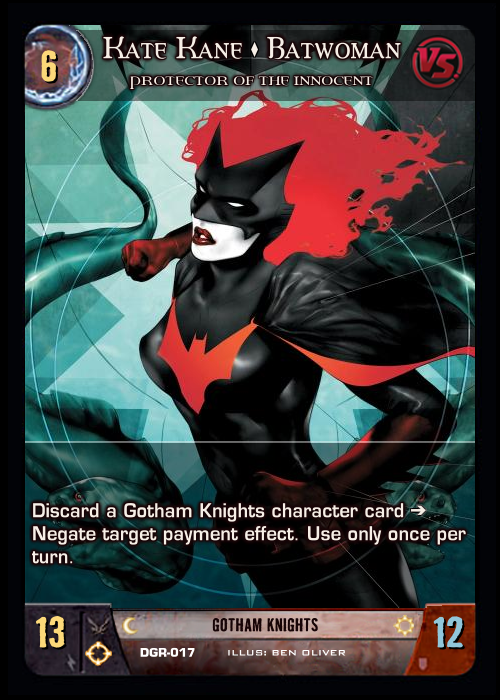 6
KATE KANE ♦ BATWOMAN
VS.
PROTECTOR OF THE INNOCENT
Discard a Gotham Knights character card ➔
Negate target payment effect. Use only once per
turn.
13
GOTHAM KNIGHTS
12
DGR-017 ILLUS: BEN OLIVER